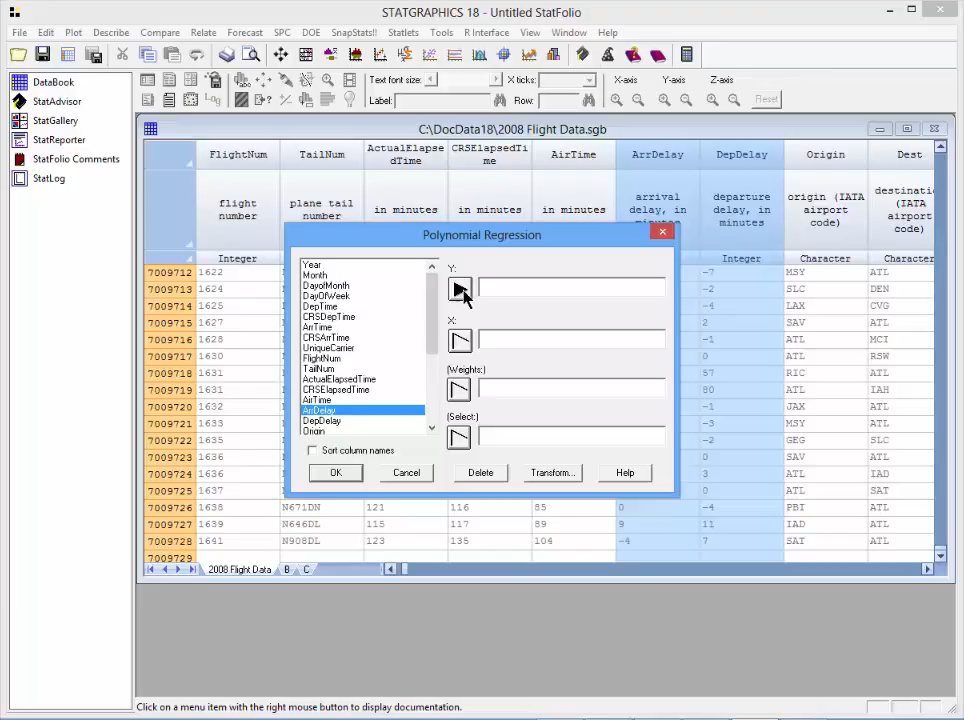 STATGRAPHICS 18 - Untitled StatFolio
File Edit Plot Describe Compare Relate Forecast SPC DOE SnapStats!! Statlets Tools R Interface View Window Help
Text font size: X ticks: X-axis Y-axis Z-axis
Label: Row: Reset
Log
DataBook
StatAdvisor
StatGallery
StatReporter
StatFolio Comments
StatLog
C:\DocData18\2008 Flight Data.sgb
FlightNum TailNum ActualElapse CRSElapsedTi AirTime ArrDelay DepDelay Origin Dest
dTime me
flight number plane tail number in minutes in minutes in minutes arrival delay, in minutes departure delay, in minutes origin (IATA airport code) destinatio (IATA airport code)
Integer Integer Character Character
7009712 1622 -7 MSY ATL
7009713 1623 -2 SLC DEN
7009714 1625 -4 LAX CVG
7009715 1627 2 SAV ATL
7009716 1628 -1 ATL MCI
7009717 1630 0 ATL RSW
7009718 1631 57 RIC ATL
7009719 1631 80 ATL IAH
7009720 1632 -1 JAX ATL
7009721 1633 -3 MSY ATL
7009722 1635 -2 GEG SLC
7009723 1636 0 SAV ATL
7009724 1636 3 ATL IAD
7009725 1637 0 ATL SAT
7009726 1638 N671DN 121 116 85 0 -4 PBI ATL
7009727 1639 N646DL 115 117 89 9 11 IAD ATL
7009728 1641 N908DL 123 135 104 -4 7 SAT ATL
7009729
2008 Flight Data B C
Polynomial Regression
Year
Month
DayofMonth
DayOfWeek
DepTime
CRSDepTime
ArrTime
CRSArrTime
UniqueCarrier
FlightNum
TailNum
ActualElapsedTime
CRSElapsedTime
AirTime
ArrDelay
DepDelay
Origin
Y:
X:
(Weights:)
(Select:)
Sort column names
OK Cancel Delete Transform... Help
Click on a menu item with the right mouse button to display documentation.